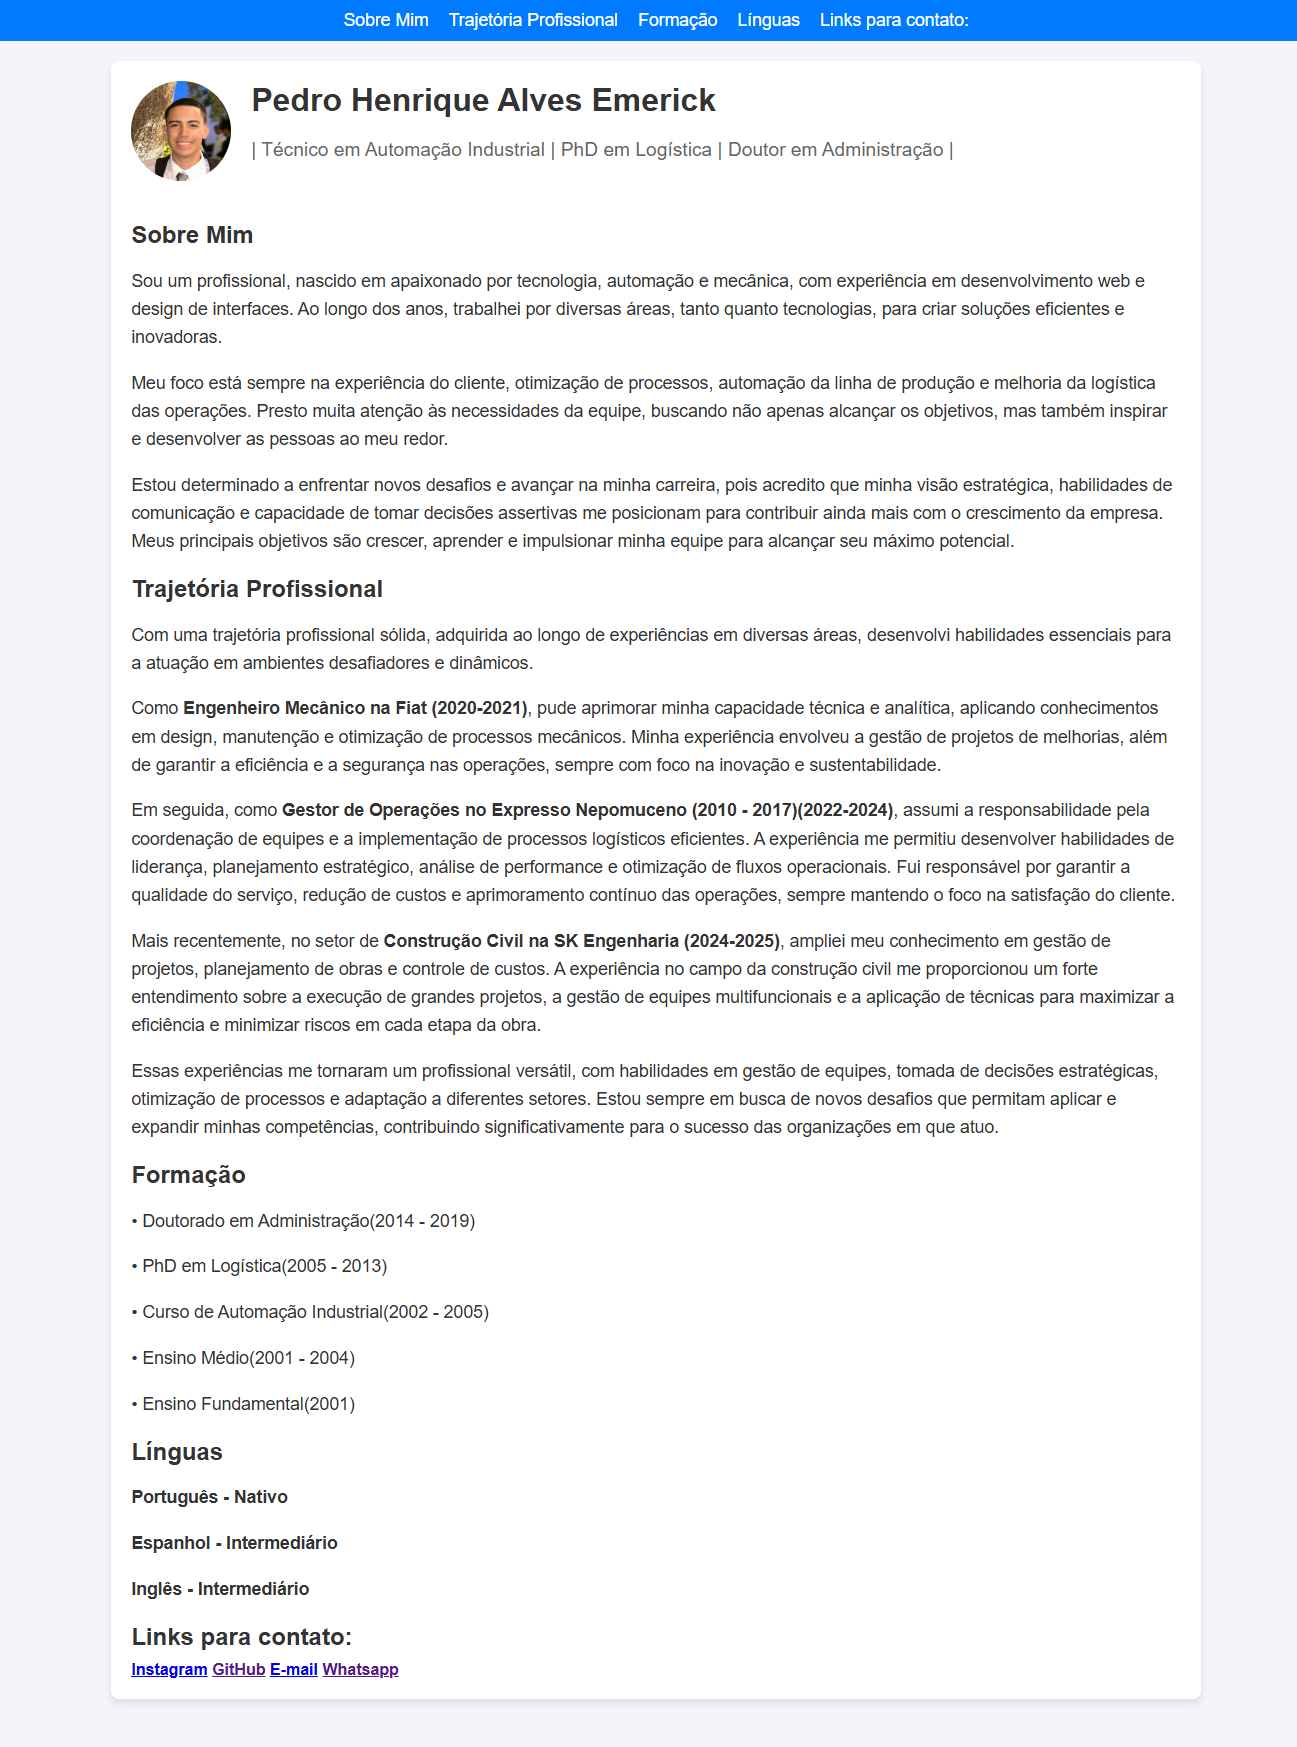 Sobre Mim Trajetória Profissional Formação Línguas Links para contato:
Pedro Henrique Alves Emerick
| Técnico em Automação Industrial | PhD em Logística | Doutor em Administração |
Sobre Mim
Sou um profissional, nascido em apaixonado por tecnologia, automação e mecânica, com experiência em desenvolvimento web e
design de interfaces. Ao longo dos anos, trabalhei por diversas áreas, tanto quanto tecnologias, para criar soluções eficientes e
inovadoras.
Meu foco está sempre na experiência do cliente, otimização de processos, automação da linha de produção e melhoria da logística
das operações. Presto muita atenção às necessidades da equipe, buscando não apenas alcançar os objetivos, mas também inspirar
e desenvolver as pessoas ao meu redor.
Estou determinado a enfrentar novos desafios e avançar na minha carreira, pois acredito que minha visão estratégica, habilidades de
comunicação e capacidade de tomar decisões assertivas me posicionam para contribuir ainda mais com o crescimento da empresa.
Meus principais objetivos são crescer, aprender e impulsionar minha equipe para alcançar seu máximo potencial.
Trajetória Profissional
Com uma trajetória profissional sólida, adquirida ao longo de experiências em diversas áreas, desenvolvi habilidades essenciais para
a atuação em ambientes desafiadores e dinâmicos.
Como Engenheiro Mecânico na Fiat (2020-2021), pude aprimorar minha capacidade técnica e analítica, aplicando conhecimentos
em design, manutenção e otimização de processos mecânicos. Minha experiência envolveu a gestão de projetos de melhorias, além
de garantir a eficiência e a segurança nas operações, sempre com foco na inovação e sustentabilidade.
Em seguida, como Gestor de Operações no Expresso Nepomuceno (2010 - 2017)(2022-2024), assumi a responsabilidade pela
coordenação de equipes e a implementação de processos logísticos eficientes. A experiência me permitiu desenvolver habilidades de
liderança, planejamento estratégico, análise de performance e otimização de fluxos operacionais. Fui responsável por garantir a
qualidade do serviço, redução de custos e aprimoramento contínuo das operações, sempre mantendo o foco na satisfação do cliente.
Mais recentemente, no setor de Construção Civil na SK Engenharia (2024-2025), ampliei meu conhecimento em gestão de
projetos, planejamento de obras e controle de custos. A experiência no campo da construção civil me proporcionou um forte
entendimento sobre a execução de grandes projetos, a gestão de equipes multifuncionais e a aplicação de técnicas para maximizar a
eficiência e minimizar riscos em cada etapa da obra.
Essas experiências me tornaram um profissional versátil, com habilidades em gestão de equipes, tomada de decisões estratégicas,
otimização de processos e adaptação a diferentes setores. Estou sempre em busca de novos desafios que permitam aplicar e
expandir minhas competências, contribuindo significativamente para o sucesso das organizações em que atuo.
Formação
• Doutorado em Administração(2014 - 2019)
• PhD em Logística(2005 - 2013)
• Curso de Automação Industrial(2002 - 2005)
• Ensino Médio(2001 - 2004)
• Ensino Fundamental(2001)
Línguas
Português - Nativo
Espanhol - Intermediário
Inglês - Intermediário
Links para contato:
Instagram GitHub E-mail Whatsapp